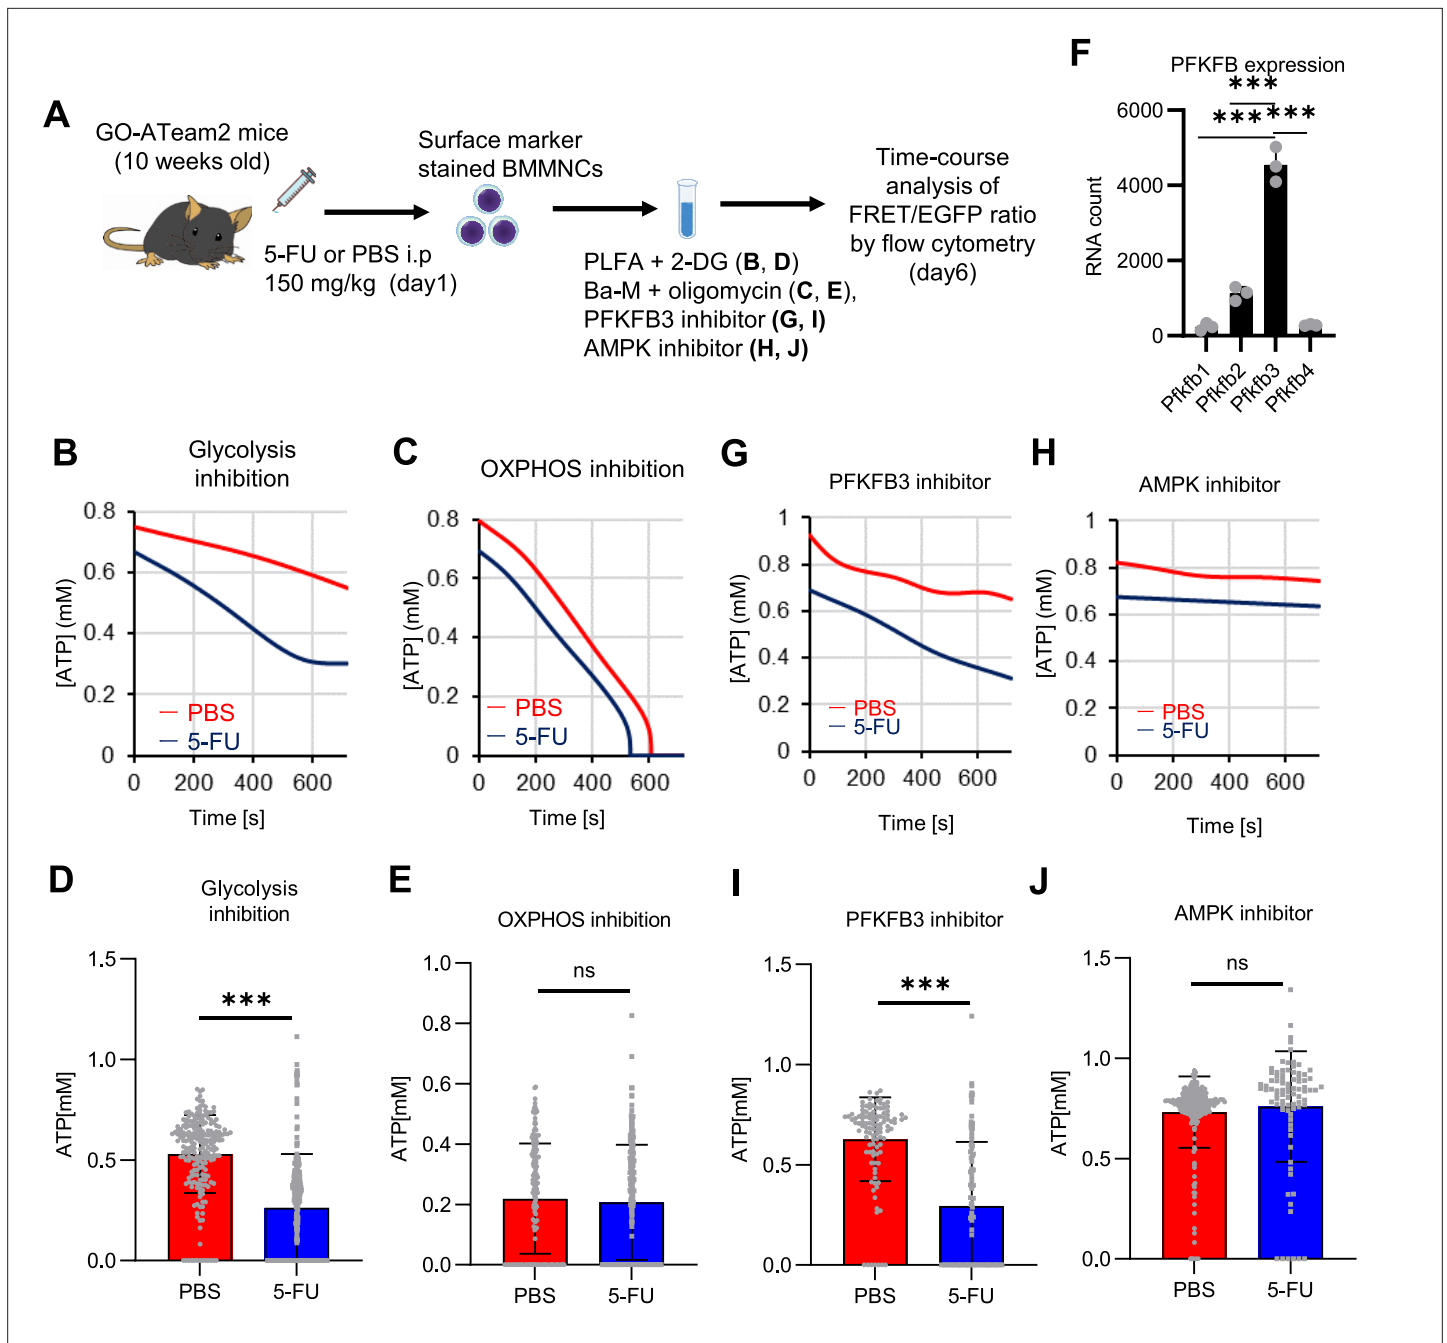 A
GO-ATeam2 mice
(10 weeks old)
5-FU or PBS i.p
150 mg/kg (day1)
Surface marker
stained BMMNCs
PLFA + 2-DG (B, D)
Ba-M + oligomycin (C, E),
PFKFB3 inhibitor (G, I)
AMPK inhibitor (H, J)
Time-course
analysis of
FRET/EGFP ratio
by flow cytometry
(day6)
F
PFKFB expression
***
*** ***
RNA count
6000
4000
2000
0
Pfkfb1
Pfkfb2
Pfkfb3
Pfkfb4
B
Glycolysis
inhibition
[ATP] (mM)
0.8
0.6
0.4
0.2
0
PBS
5-FU
0 200 400 600
Time [s]
C
OXPHOS inhibition
[ATP] (mM)
0.8
0.6
0.4
0.2
0
PBS
5-FU
0 200 400 600
Time [s]
G
PFKFB3 inhibitor
[ATP] (mM)
1
0.8
0.6
0.4
0.2
0
PBS
5-FU
0 200 400 600
Time [s]
H
AMPK inhibitor
[ATP] (mM)
1
0.8
0.6
0.4
0.2
0
PBS
5-FU
0 200 400 600
Time [s]
D
Glycolysis
inhibition
***
ATP[mM]
1.5
1.0
0.5
0.0
PBS 5-FU
E
OXPHOS inhibition
ns
ATP[mM]
1.0
0.8
0.6
0.4
0.2
0.0
PBS 5-FU
I
PFKFB3 inhibitor
***
ATP[mM]
1.5
1.0
0.5
0.0
PBS 5-FU
J
AMPK inhibitor
ns
ATP[mM]
1.5
1.0
0.5
0.0
PBS 5-FU